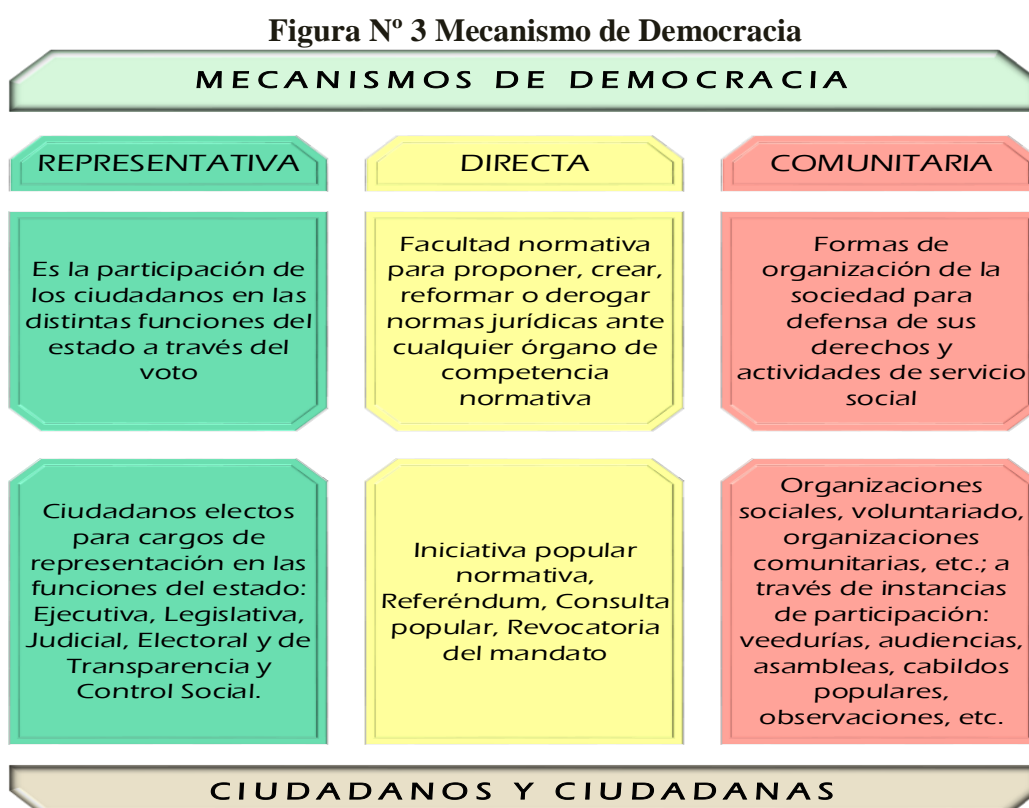 Figura Nº 3 Mecanismo de Democracia
MECANISMOS DE DEMOCRACIA
REPRESENTATIVA
Es la participación de
los ciudadanos en las
distintas funciones del
estado a través del
voto
Ciudadanos electos
para cargos de
representación en las
funciones del estado:
Ejecutiva, Legislativa,
Judicial, Electoral y de
Transparencia y
Control Social.
DIRECTA
Facultad normativa
para proponer, crear,
reformar o derogar
normas jurídicas ante
cualquier órgano de
competencia
normativa
Iniciativa popular
normativa,
Referéndum, Consulta
popular, Revocatoria
del mandato
COMUNITARIA
Formas de
organización de la
sociedad para
defensa de sus
derechos y
actividades de servicio
social
Organizaciones
sociales, voluntariado,
organizaciones
comunitarias, etc.; a
través de instancias
de participación:
veedurías, audiencias,
asambleas, cabildos
populares,
observaciones, etc.
CIUDADANOS Y CIUDADANAS